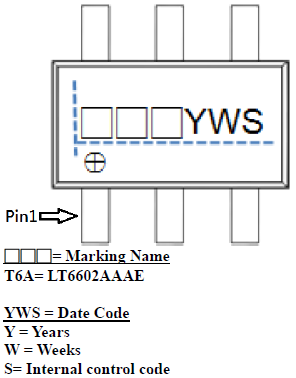 □□□YWS
Pin1
□□□= Marking Name
T6A= LT6602AAAE
YWS = Date Code
Y = Years
W = Weeks
S= Internal control code